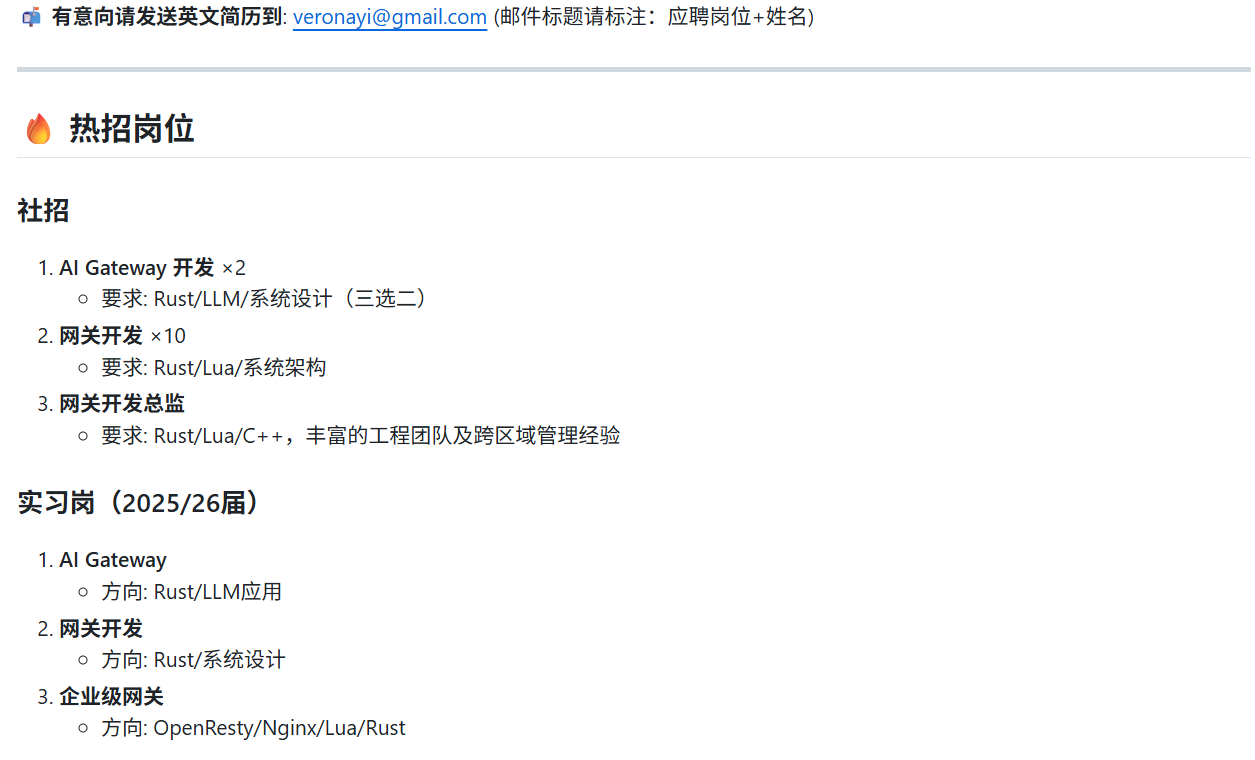 有意向请发送英文简历到: veronayi@gmail.com (邮件标题请标注：应聘岗位+姓名)
热招岗位
社招
1. AI Gateway 开发 ×2
要求: Rust/LLM/系统设计（三选二）
2. 网关开发 ×10
要求: Rust/Lua/系统架构
3. 网关开发总监
要求: Rust/Lua/C++，丰富的工程团队及跨区域管理经验
实习岗（2025/26届）
1. AI Gateway
方向: Rust/LLM应用
2. 网关开发
方向: Rust/系统设计
3. 企业级网关
方向: OpenResty/Nginx/Lua/Rust